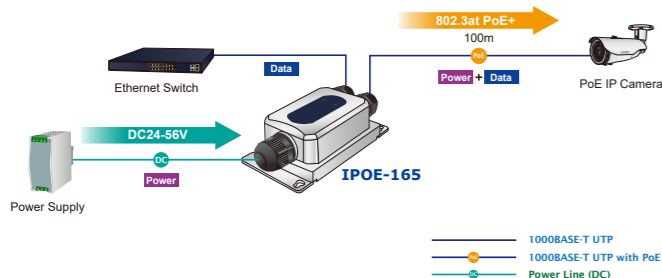 802.3at PoE+
100m
PoE
Power + Data
PoE IP Camera
Data
Ethernet Switch
DC24-56V
DC
Power
IPOE-165
Power Supply
1000BASE-T UTP
PoE 1000BASE-T UTP with PoE
DC Power Line (DC)